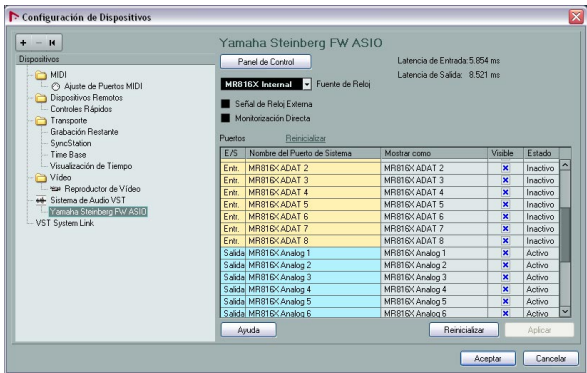 Configuración de Dispositivos
Dispositivos
MIDI
Ajuste de Puertos MIDI
Dispositivos Remotos
Controles Rápidos
Transporte
Grabación Restante
SyncStation
Time Base
Visualización de Tiempo
Vídeo
Reproductor de Vídeo
Sistema de Audio VST
Yamaha Steinberg FW ASIO
VST System Link
Yamaha Steinberg FW ASIO
Panel de Control
Latencia de Entrada: 5.854 ms
Latencia de Salida: 8.521 ms
MR816X Internal Fuente de Reloj
Señal de Reloj Externa
Monitorización Directa
Puertos Reinicializar
E/S Nombre del Puerto de Sistema Mostrar como Visible Estado
Entr. MR816X ADAT 2 MR816X ADAT 2 Inactivo
Entr. MR816X ADAT 3 MR816X ADAT 3 Inactivo
Entr. MR816X ADAT 4 MR816X ADAT 4 Inactivo
Entr. MR816X ADAT 5 MR816X ADAT 5 Inactivo
Entr. MR816X ADAT 6 MR816X ADAT 6 Inactivo
Entr. MR816X ADAT 7 MR816X ADAT 7 Inactivo
Entr. MR816X ADAT 8 MR816X ADAT 8 Inactivo
Salida MR816X Analog 1 MR816X Analog 1 Activo
Salida MR816X Analog 2 MR816X Analog 2 Activo
Salida MR816X Analog 3 MR816X Analog 3 Activo
Salida MR816X Analog 4 MR816X Analog 4 Activo
Salida MR816X Analog 5 MR816X Analog 5 Activo
Salida MR816X Analog 6 MR816X Analog 6 Activo
Ayuda Reinicializar Aplicar
Aceptar Cancelar